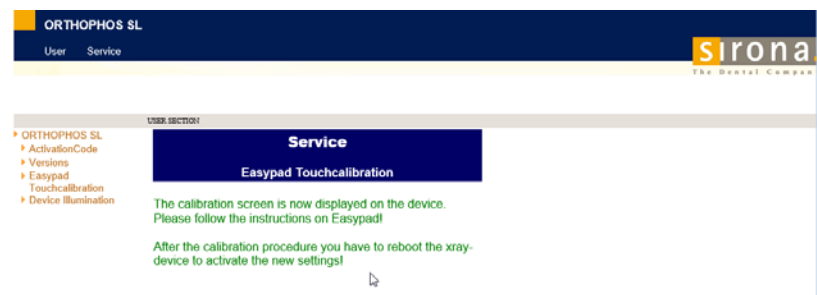 ORTHOPHOS SL
User Service
sirona.
The Dental Compan
USER SECTION
ORTHOPHOS SL
ActivationCode
Versions
Easypad
Touchcalibration
Device Illumination
Service
Easypad Touchcalibration
The calibration screen is now displayed on the device.
Please follow the instructions on Easypad!
After the calibration procedure you have to reboot the xray-
device to activate the new settings!